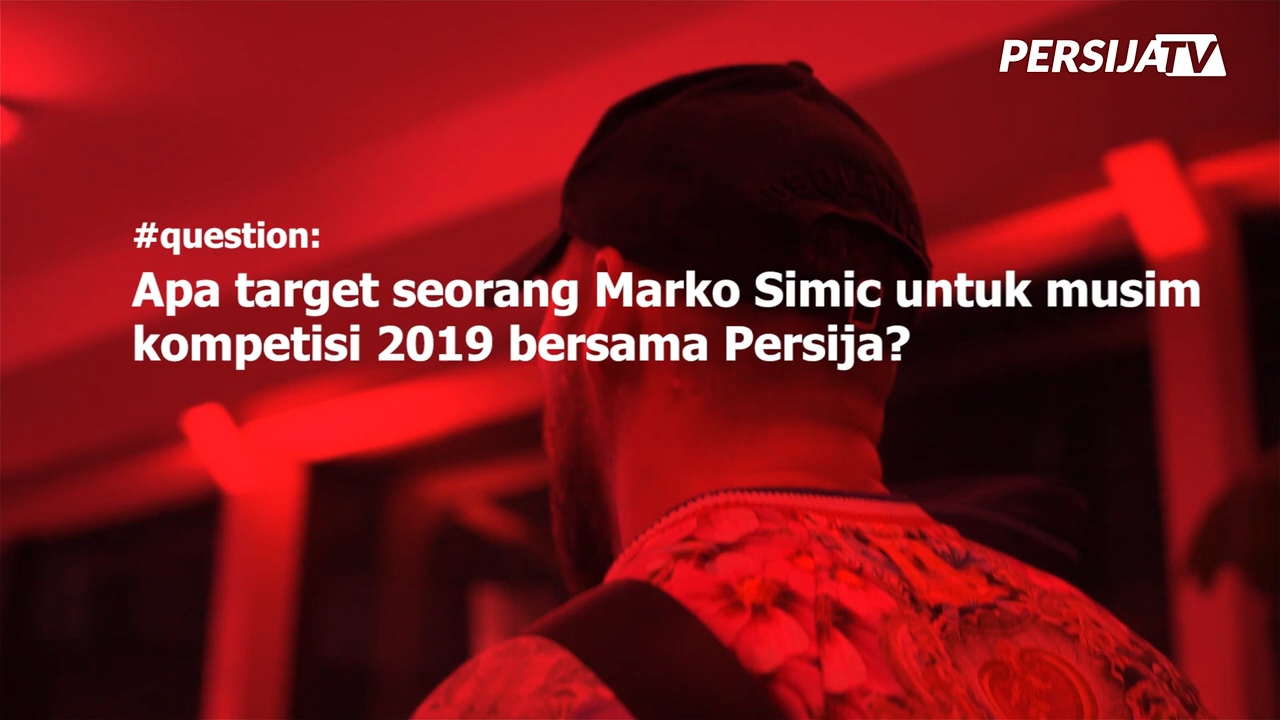 PERSIJATV
#question:
Apa target seorang Marko Simic untuk musim
kompetisi 2019 bersama Persija?